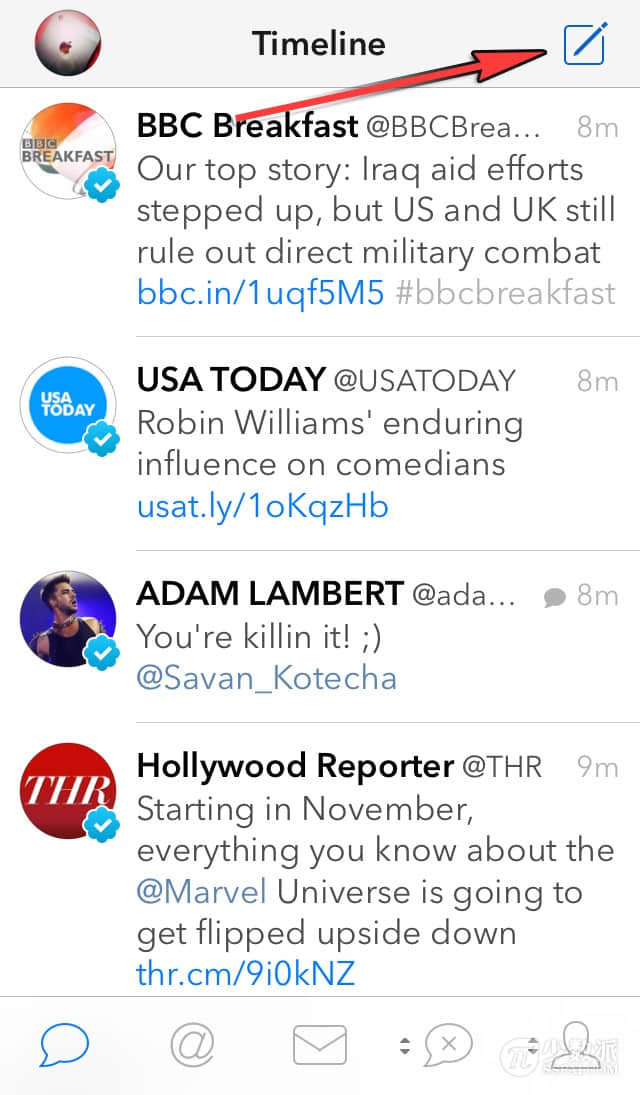 Timeline
BBC Breakfast @BBCBrea... 8m
BBC
BREAKFAST
Our top story: Iraq aid efforts
stepped up, but US and UK still
rule out direct military combat
bbc.in/1uqf5M5 #bbcbreakfast
USA TODAY @USATODAY 8m
USA
TODAY
Robin Williams' enduring
influence on comedians
usat.ly/1oKqzHb
ADAM LAMBERT @ada... 8m
You're killin it! ;)
@Savan_Kotecha
Hollywood Reporter @THR 9m
THR
Starting in November,
everything you know about the
@Marvel Universe is going to
get flipped upside down
thr.cm/9i0kNZ
@
π 少数派
SSPAI.COM